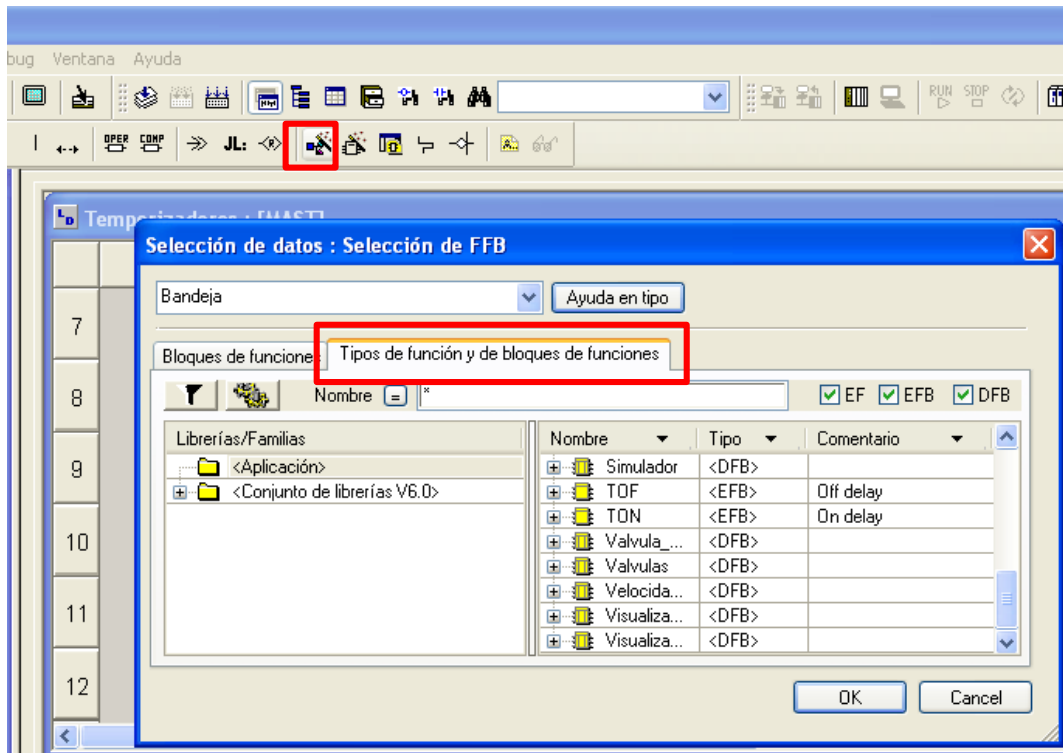 bug Ventana Ayuda
RUN STOP
OPER COMP JL: R
Temporizadores : [MAST]
Selección de datos : Selección de FFB
Bandeja Ayuda en tipo
Bloques de funciones Tipos de función y de bloques de funciones
Nombre = * EF EFB DFB
Librerías/Familias Nombre Tipo Comentario
<Aplicación> Simulador <DFB>
<Conjunto de librerías V6.0> TOF <EFB> Off delay
TON <EFB> On delay
Valvula_... <DFB>
Valvulas <DFB>
Velocida... <DFB>
Visualiza... <DFB>
Visualiza... <DFB>
7
8
9
10
11
12
OK Cancel